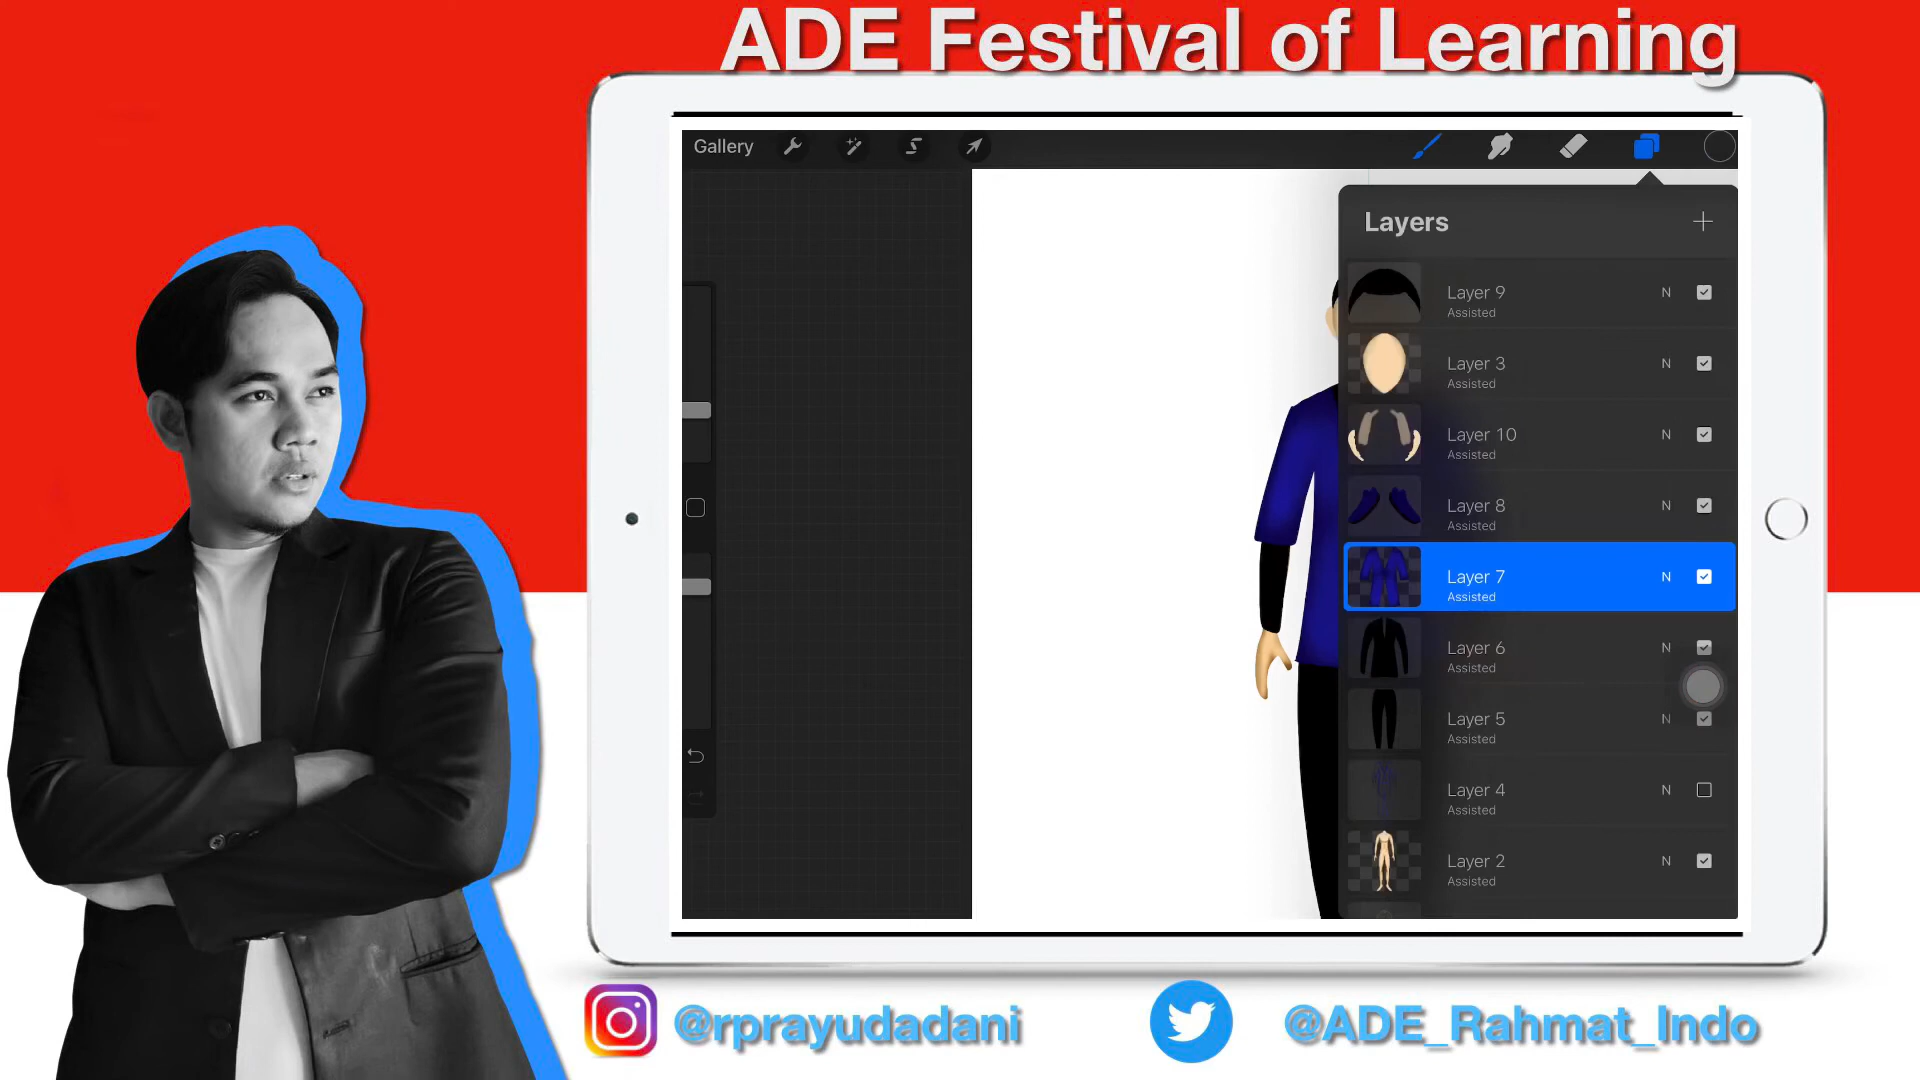 ADE Festival of Learning
Gallery
Layers
Layer 9
N
Assisted
Layer 3
N
Assisted
Layer 10
N
Assisted
Layer 8
N
Assisted
Layer 7
N
Assisted
Layer 6
N
Assisted
Layer 5
N
Assisted
Layer 4
N
Assisted
Layer 2
N
Assisted
@rprayudadani
@ADE_Rahmat_Indo